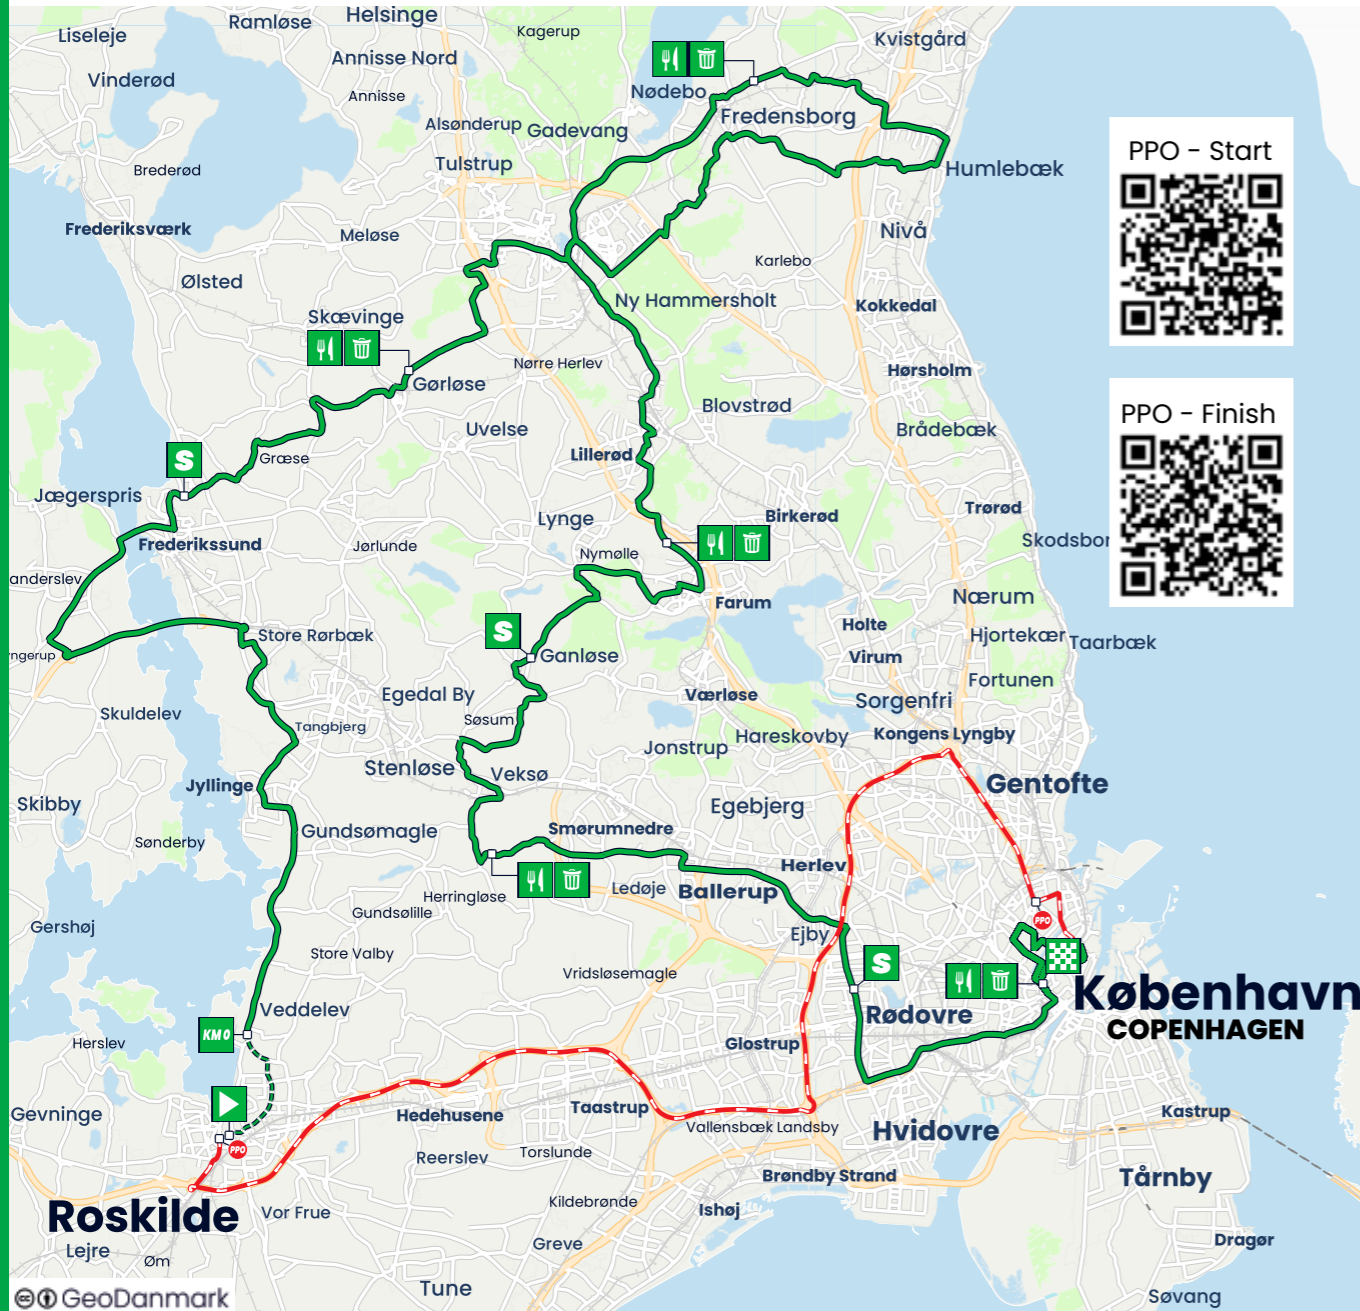 Liseleje
Ramløse
Helsinge
Kagerup
Kvistgård
Vinderød
Annisse Nord
Annisse
Nødebo
Fredensborg
Alsønderup
Gadevang
Tulstrup
Brederød
Humlebæk
PPO - Start
Frederiksværk
Meløse
Nivå
Karlebo
Ølsted
Ny Hammersholt
Kokkedal
Skævinge
Nørre Herlev
Hørsholm
Gørløse
Blovstrød
PPO - Finish
Uvelse
Brådebæk
Lillerød
Græse
S
Jægerspris
Lynge
Birkerød
Trørød
Frederikssund
Jørlunde
Nymølle
Skodsbor
anderslev
Farum
Nærum
Holte
S
Store Rørbæk
Hjortekær
Taarbæk
yngerup
Ganløse
Virum
Fortunen
Egedal By
Værløse
Sorgenfri
Skuldelev
Søsum
Tangbjerg
Jonstrup
Hareskovby
Kongens Lyngby
Stenløse
Veksø
Jyllinge
Gentofte
Skibby
Egebjerg
Gundsømagle
Smørumnedre
Sønderby
Herlev
Herringløse
Ledøje
Ballerup
Gundsølille
PPO
Gershøj
Ejby
Store Valby
S
Vridsløsemagle
København
COPENHAGEN
Veddelev
Rødovre
KM 0
Herslev
Glostrup
Gevninge
Hedehusene
Taastrup
Vallensbæk Landsby
Kastrup
Hvidovre
PPO
Reerslev
Torslunde
Brøndby Strand
Tårnby
Roskilde
Vor Frue
Kildebrønde
Ishøj
Lejre
Øm
Greve
Dragør
Tune
Søvang
GeoDanmark